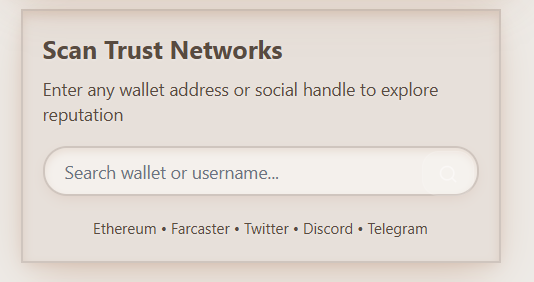 Scan Trust Networks
Enter any wallet address or social handle to explore
reputation
Search wallet or username...
Ethereum • Farcaster • Twitter • Discord • Telegram